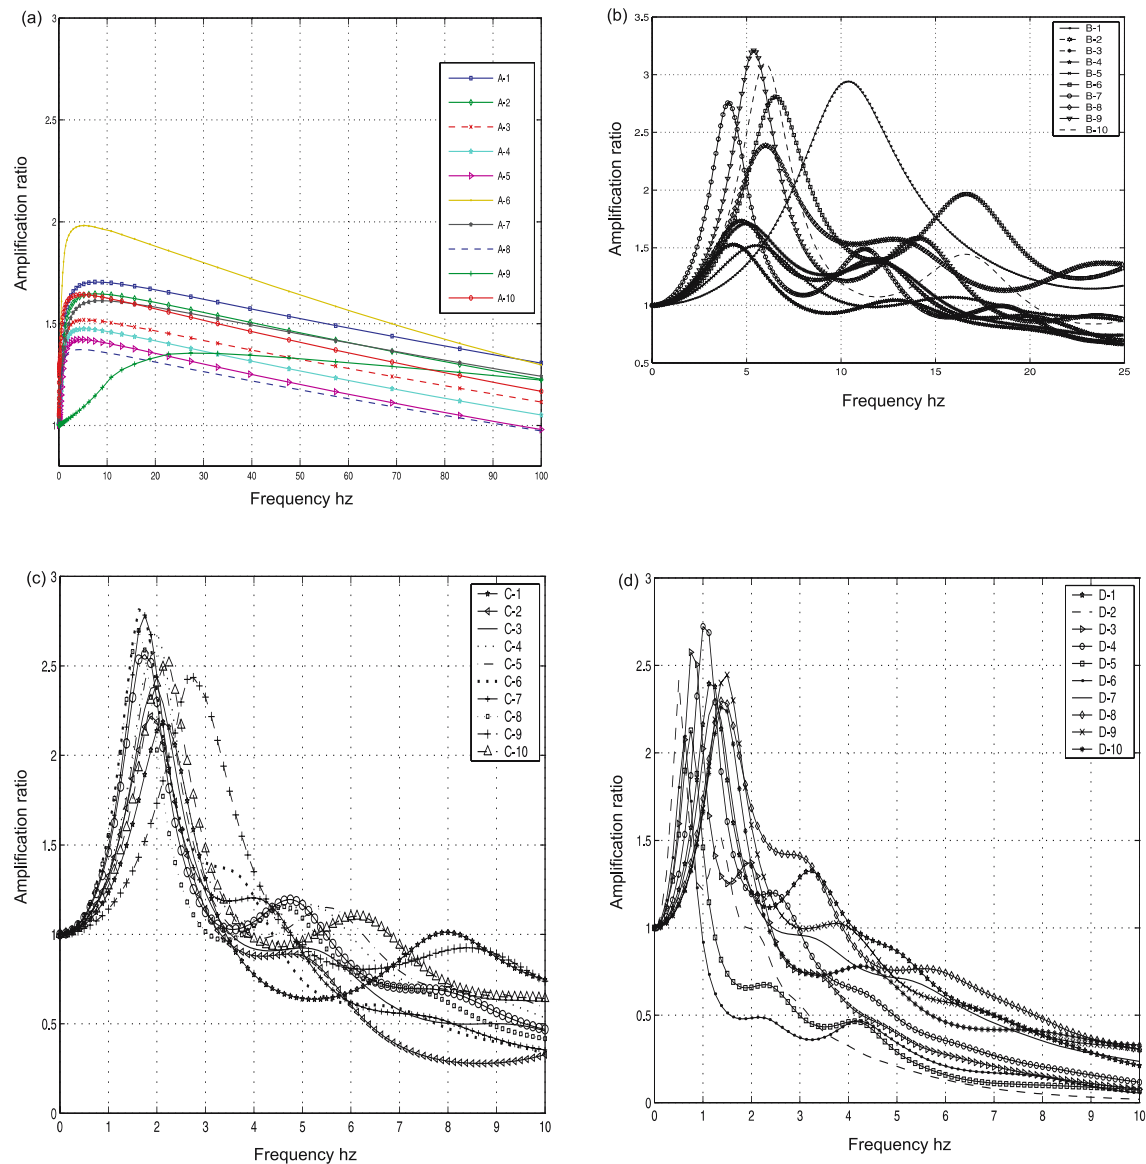 (a)
3
2.5
2
1.5
1
0 10 20 30 40 50 60 70 80 90 100
Amplification ratio
Frequency hz
A-1
A-2
A-3
A-4
A-5
A-6
A-7
A-8
A-9
A-10
(b)
3.5
3
2.5
2
1.5
1
0.5
0 5 10 15 20 25
Amplification ratio
Frequency hz
B-1
B-2
B-3
B-4
B-5
B-6
B-7
B-8
B-9
B-10
(c)
3
2.5
2
1.5
1
0.5
0
0 1 2 3 4 5 6 7 8 9 10
Amplification ratio
Frequency hz
C-1
C-2
C-3
C-4
C-5
C-6
C-7
C-8
C-9
C-10
(d)
3
2.5
2
1.5
1
0.5
0
0 1 2 3 4 5 6 7 8 9 10
Amplification ratio
Frequency hz
D-1
D-2
D-3
D-4
D-5
D-6
D-7
D-8
D-9
D-10